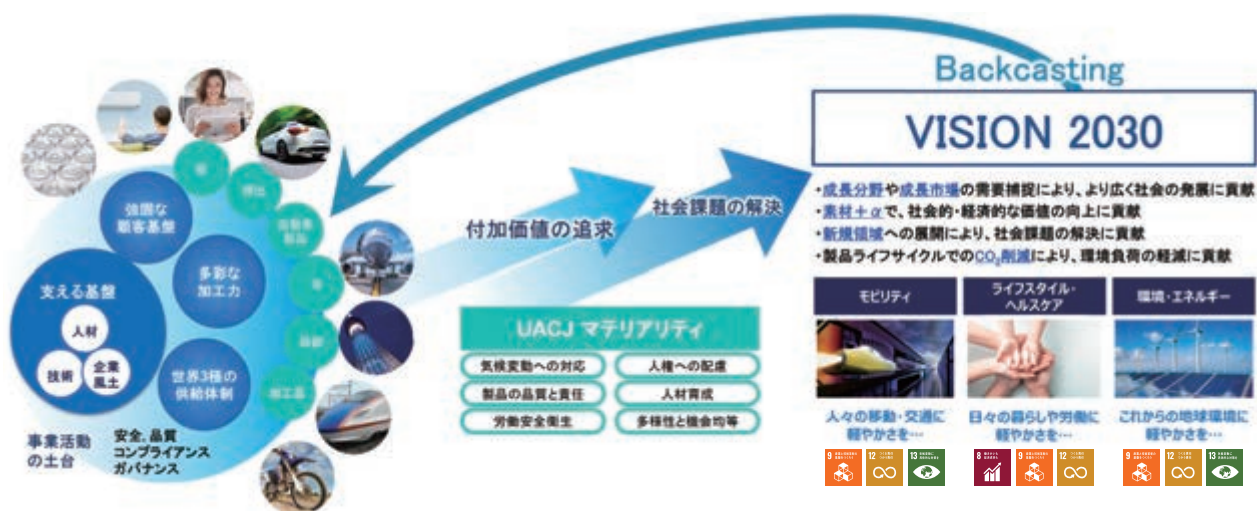 Backcasting
VISION 2030
・成長分野や成長市場の需要捕捉により、より広く社会の発展に貢献
・素材+αで、社会的・経済的な価値の向上に貢献
・新規領域への展開により、社会課題の解決に貢献
・製品ライフサイクルでのCO₂削減により、環境負荷の軽減に貢献
モビリティ
人々の移動・交通に
軽やかさを…
9
12
13
ライフスタイル・
ヘルスケア
日々の暮らしや労働に
軽やかさを…
8
9
12
環境・エネルギー
これからの地球環境に
軽やかさを…
9
12
13
付加価値の追求
社会課題の解決
UACJ マテリアリティ
気候変動への対応
人権への配慮
製品の品質と責任
人材育成
労働安全衛生
多様性と機会均等
強固な
顧客基盤
多彩な
加工力
世界3極の
供給体制
支える基盤
人材
技術
企業
風土
押出
自動車
製品
加工品
事業活動
の土台
安全、品質
コンプライアンス
ガバナンス